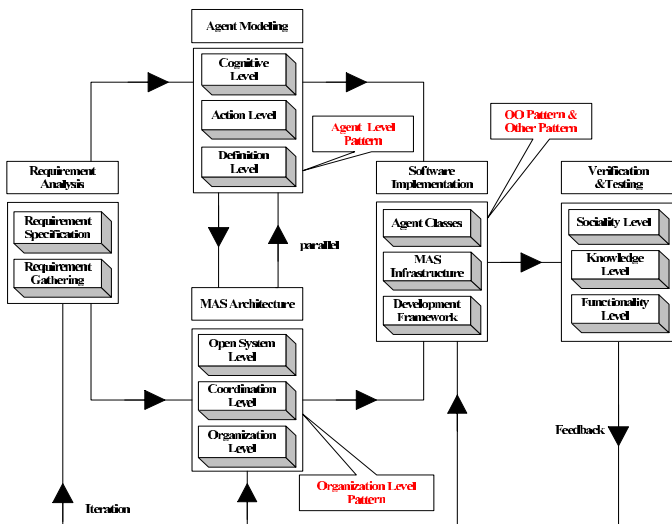 Agent Modeling
Cognitive
Level
Action Level
Definition
Level
Agent Level
Pattern
OO Pattern &
Other Pattern
Requirement
Analysis
Requirement
Specification
Requirement
Gathering
Software
Implementation
Agent Classes
MAS
Infrastructure
Development
Framework
Verification
&Testing
Sociality Level
Knowledge
Level
Functionality
Level
parallel
MAS Architecture
Open System
Level
Coordination
Level
Organization
Level
Organization Level
Pattern
Feedback
Iteration